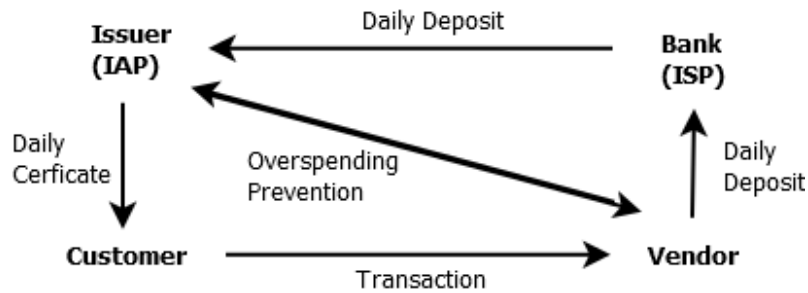 Daily Deposit
Issuer
(IAP)
Bank
(ISP)
Daily
Cerficate
Overspending
Prevention
Daily
Deposit
Customer
Transaction
Vendor